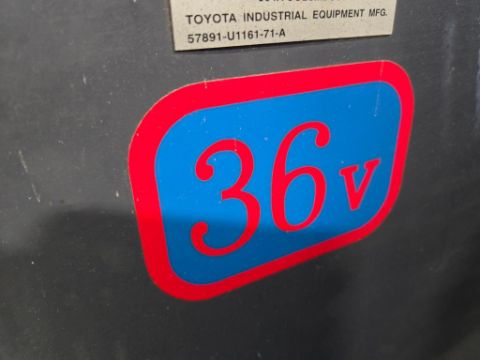 TOYOTA INDUSTRIAL EQUIPMENT MFG.
57891-U1161-71-A
36v